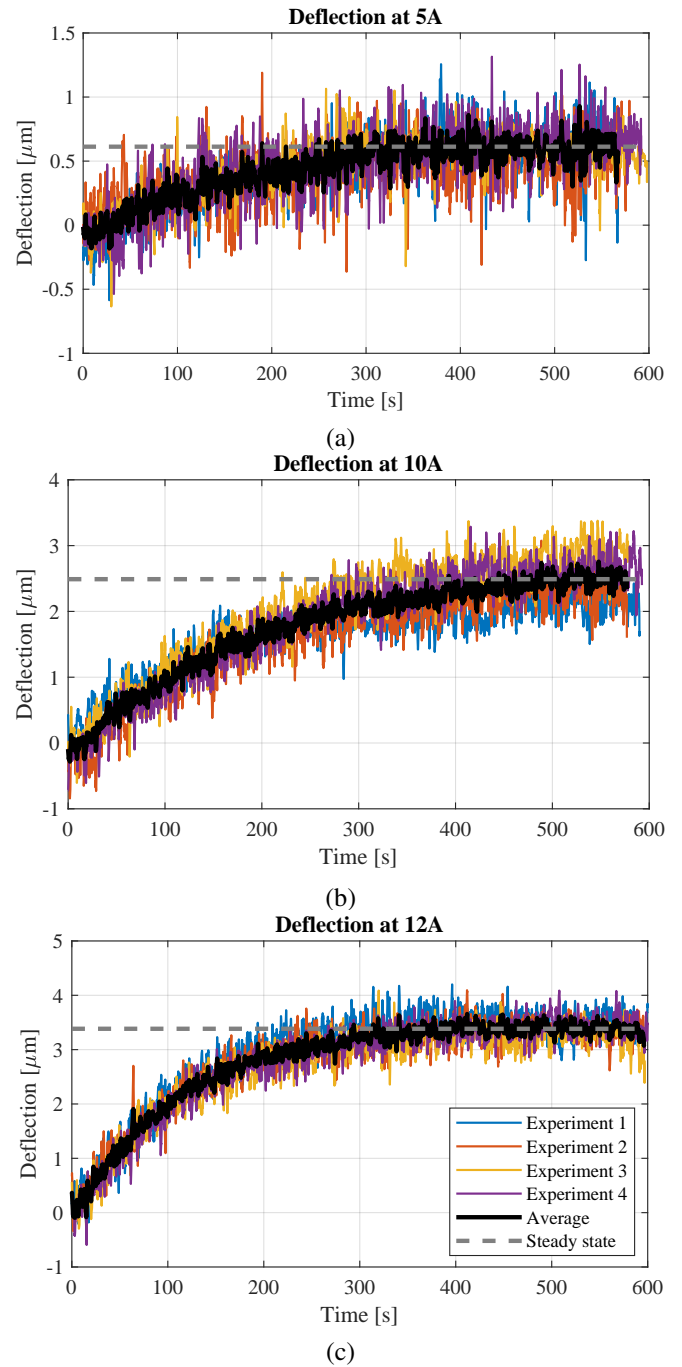 Deflection at 5A
1.5
1
0.5
0
-0.5
-1
Deflection [μm]
0 100 200 300 400 500 600
Time [s]
(a)
Deflection at 10A
4
3
2
1
0
-1
Deflection [μm]
0 100 200 300 400 500 600
Time [s]
(b)
Deflection at 12A
5
4
3
2
1
0
-1
Deflection [μm]
Experiment 1
Experiment 2
Experiment 3
Experiment 4
Average
Steady state
0 100 200 300 400 500 600
Time [s]
(c)